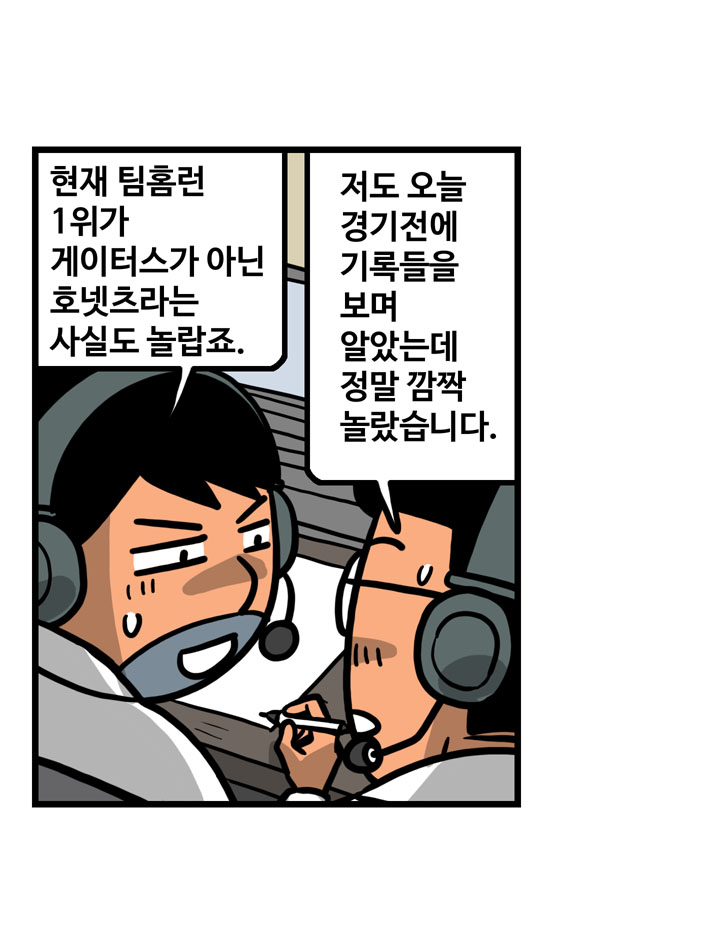 현재 팀홈런
1위가
게이터스가 아닌
호넷츠라는
사실도 놀랍죠.
저도 오늘
경기전에
기록들을
보며
알았는데
정말 깜짝
놀랐습니다.